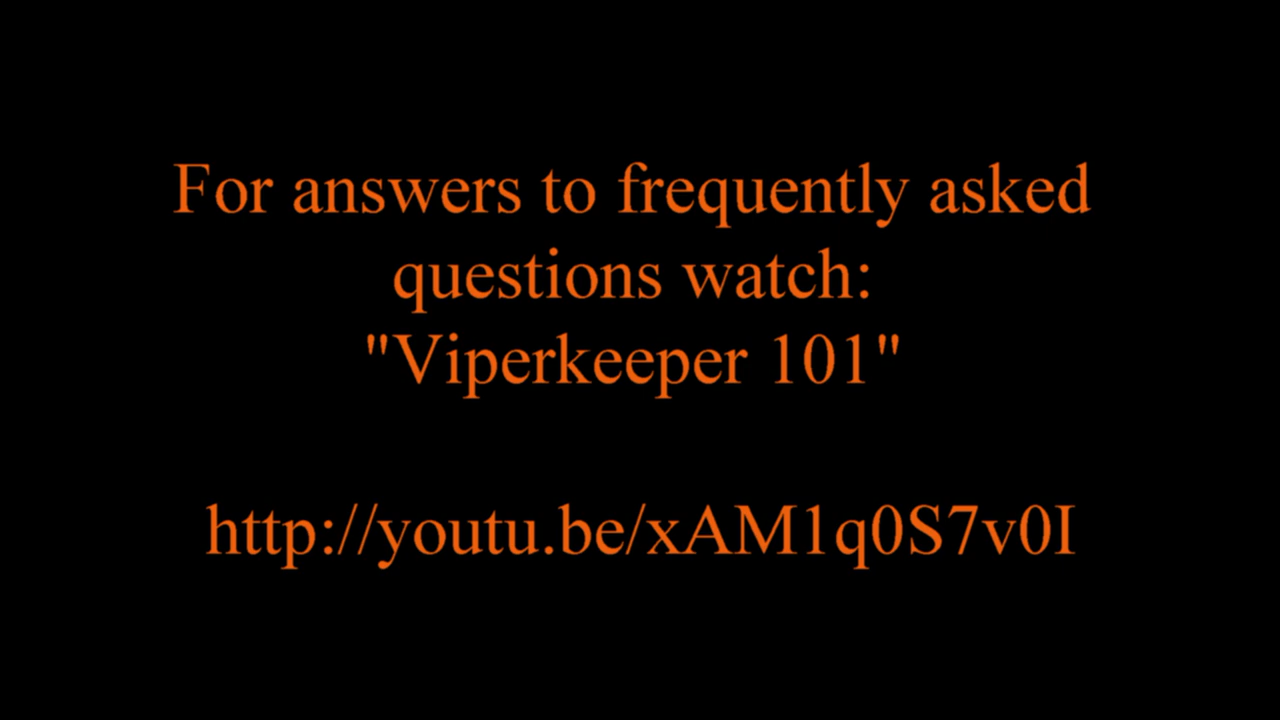 For answers to frequently asked
questions watch:
"Viperkeeper 101"
http://youtu.be/xAM1q0S7v0I